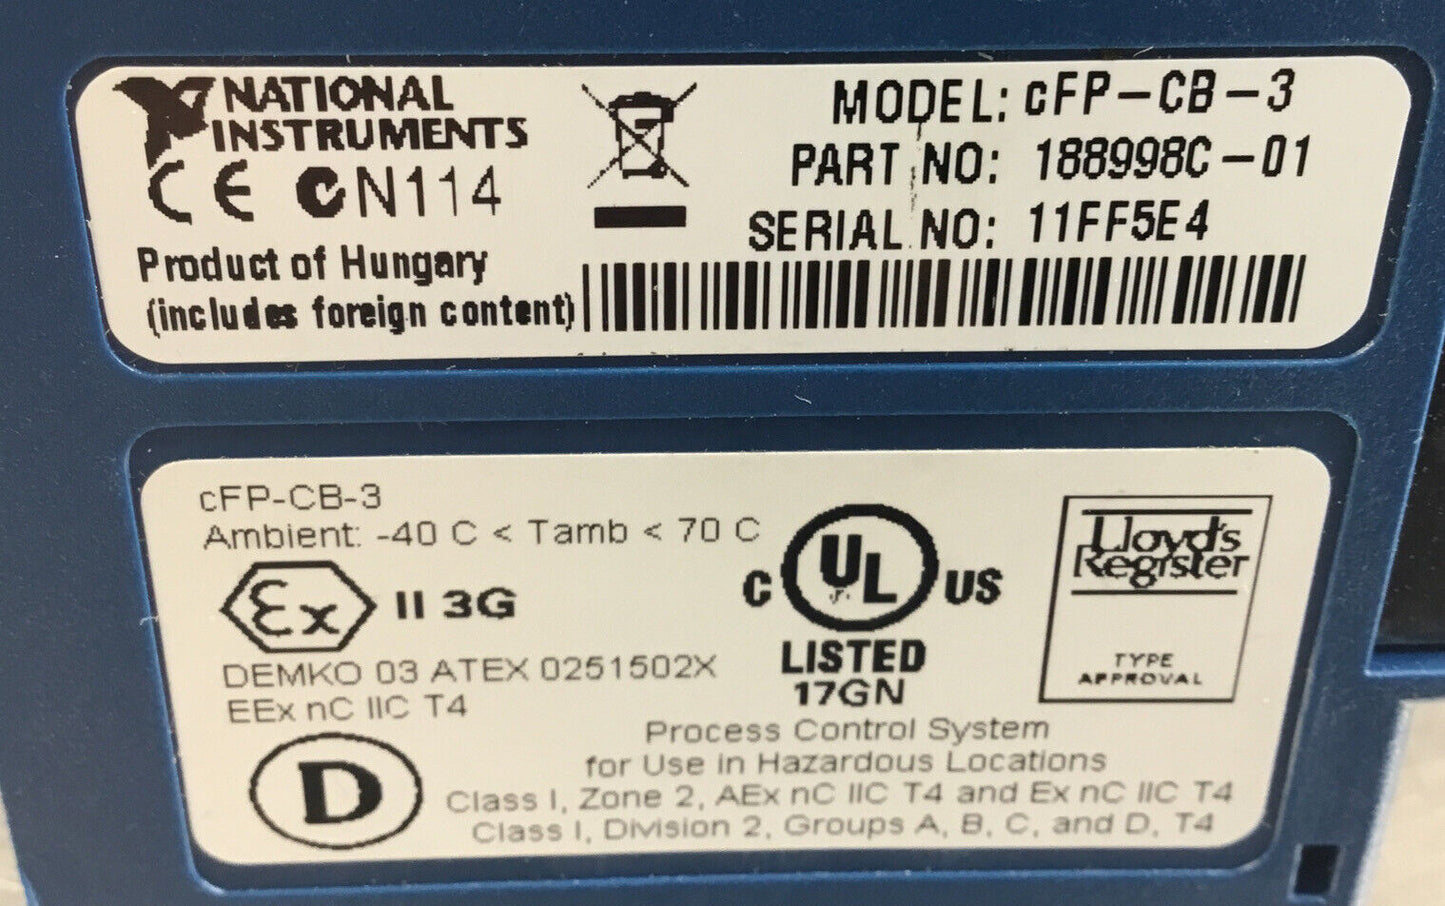 NATIONAL
INSTRUMENTS
CE N114
Product of Hungary
(includes foreign content)
MODEL: cFP-CB-3
PART NO: 188998C-01
SERIAL NO: 11FF5E4
cFP-CB-3
Ambient: -40 C < Tamb < 70 C
Ex II 3G
DEMKO 03 ATEX 0251502X
EEx nC IIC T4
D
C UL US
LISTED
17GN
Lloyd's
Register
TYPE
APPROVAL
Process Control System
for Use in Hazardous Locations
Class I, Zone 2, AEx nC IIC T4 and Ex nC IIC T4
Class I, Division 2, Groups A, B, C, and D, T4